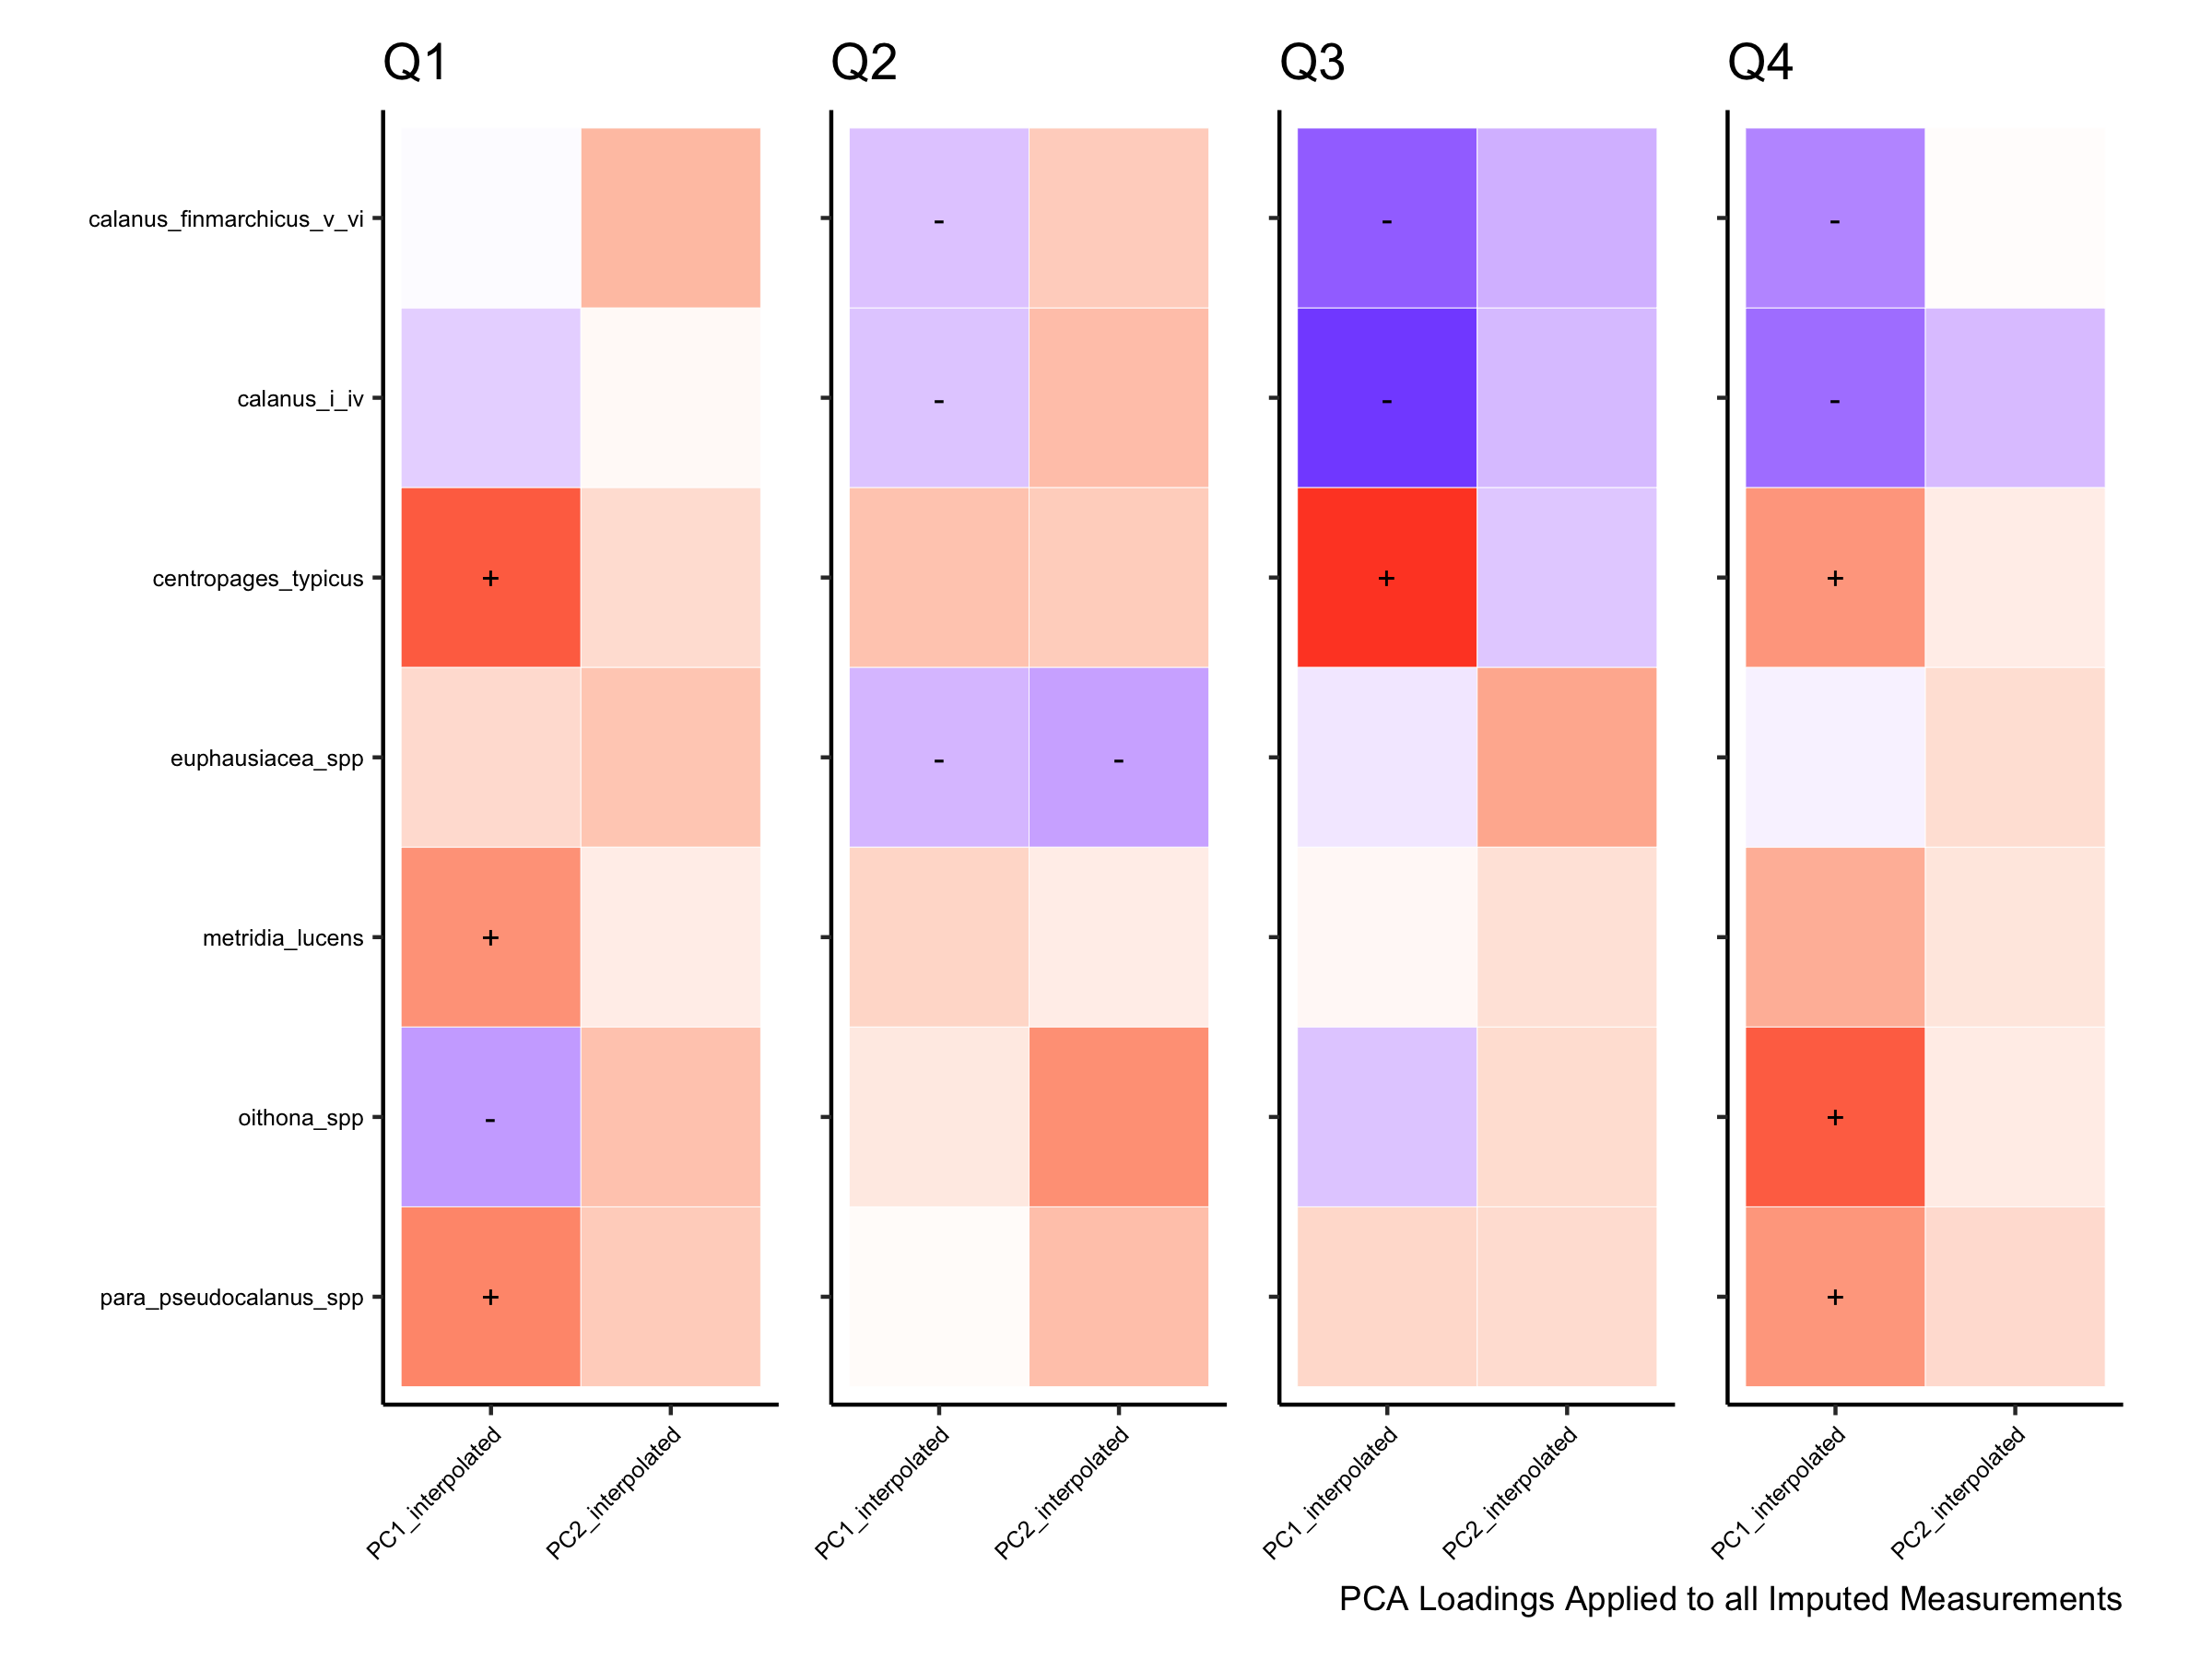 Q1 Q2 Q3 Q4
calanus_finmarchicus_v_vi - - -
calanus_i_iv - - -
centropages_typicus + + +
euphausiacea_spp - -
metridia_lucens +
oithona_spp - +
para_pseudocalanus_spp + +
PC1_interpolated PC2_interpolated PC1_interpolated PC2_interpolated PC1_interpolated PC2_interpolated PC1_interpolated PC2_interpolated
PCA Loadings Applied to all Imputed Measurements